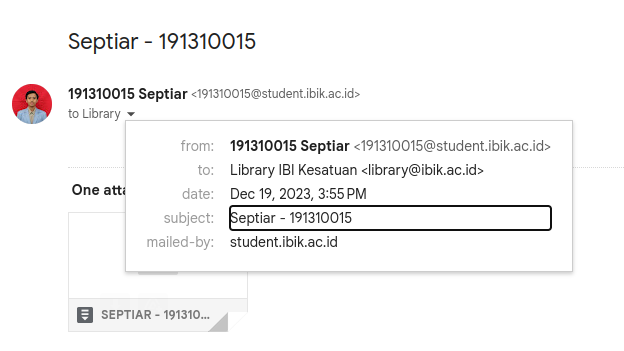 Septiar - 191310015
191310015 Septiar <191310015@student.ibik.ac.id>
to Library
from: 191310015 Septiar <191310015@student.ibik.ac.id>
to: Library IBI Kesatuan <library@ibik.ac.id>
date: Dec 19, 2023, 3:55 PM
subject: Septiar - 191310015
mailed-by: student.ibik.ac.id
One atta
SEPTIAR - 191310...